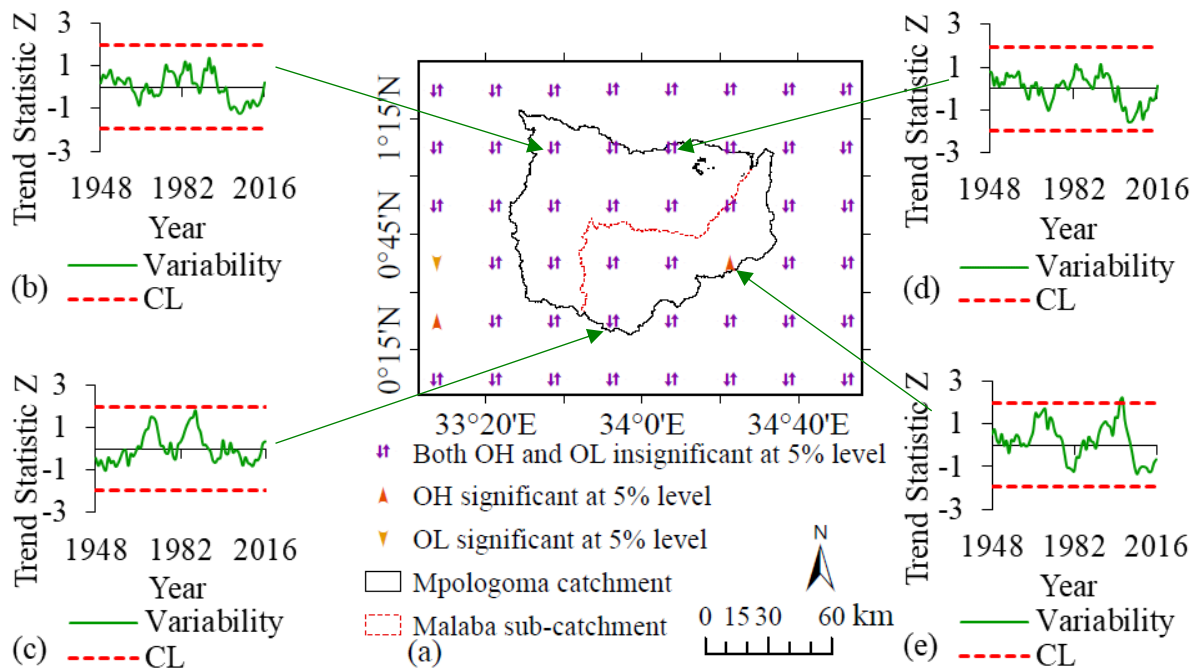 Trend Statistic Z
3
1
-1
-3
1948 1982 2016
Year
Variability
CL
(b)
Trend Statistic Z
3
1
-1
-3
1948 1982 2016
Year
Variability
CL
(c)
1°15'N
0°45'N
0°15'N
33°20'E 34°0'E 34°40'E
Both OH and OL insignificant at 5% level
OH significant at 5% level
OL significant at 5% level
Mpologoma catchment
Malaba sub-catchment
(a)
N
0 15 30 60 km
Trend Statistic Z
3
1
-1
-3
1948 1982 2016
Year
Variability
CL
(d)
Trend Statistic Z
3
1
-1
-3
1948 1982 2016
Year
Variability
CL
(e)